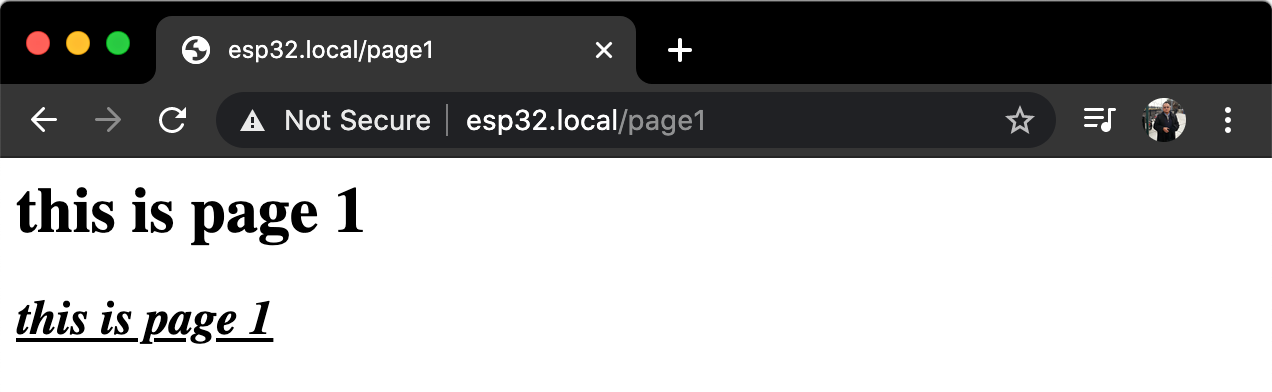 esp32.local/page1
Not Secure esp32.local/page1
this is page 1
this is page 1